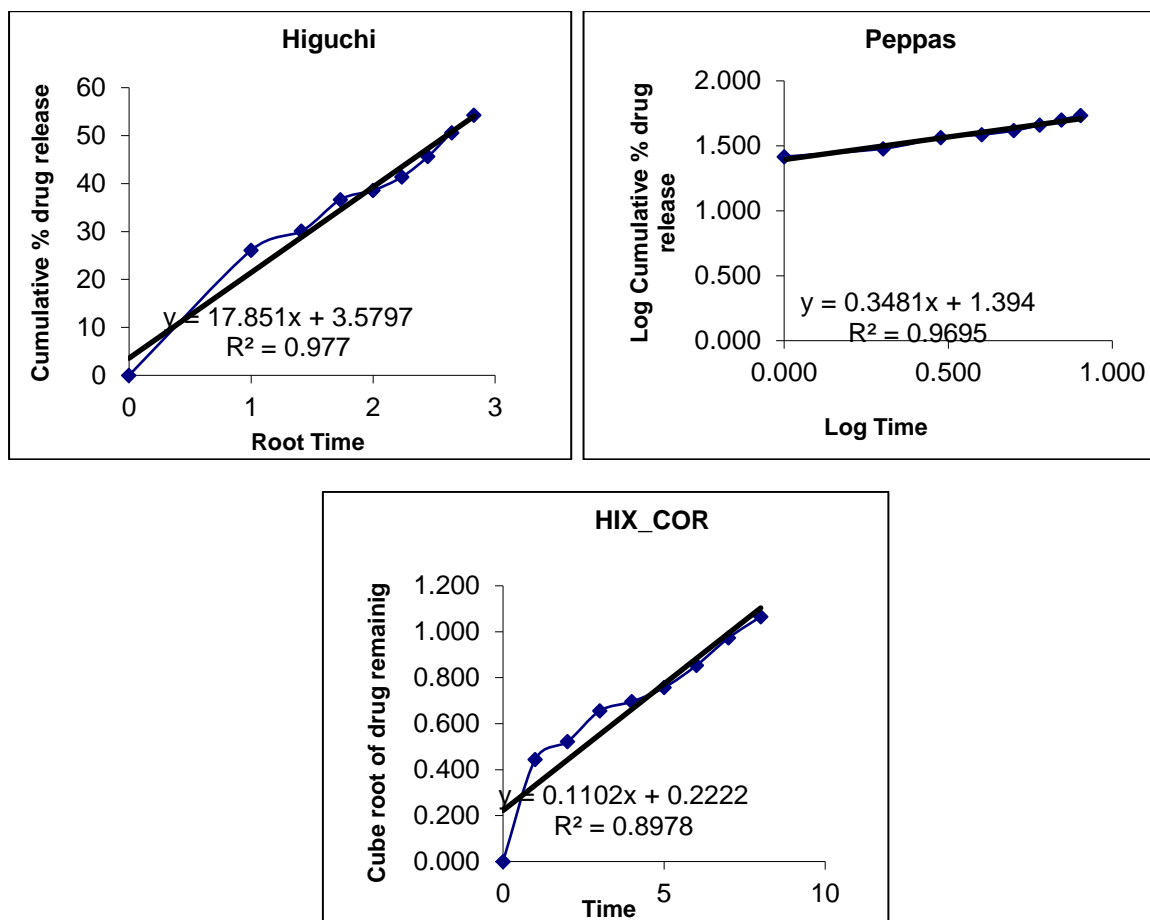 Higuchi
Cumulative % drug release
60
50
40
30
20
10
0
y = 17.851x + 3.5797
R² = 0.977
0 1 2 3
Root Time
Peppas
Log Cumulative % drug
release
2.000
1.500
1.000
0.500
0.000
y = 0.3481x + 1.394
R² = 0.9695
0.000 0.500 1.000
Log Time
HIX_COR
Cube root of drug remainig
1.200
1.000
0.800
0.600
0.400
0.200
0.000
y = 0.1102x + 0.2222
R² = 0.8978
0 5 10
Time